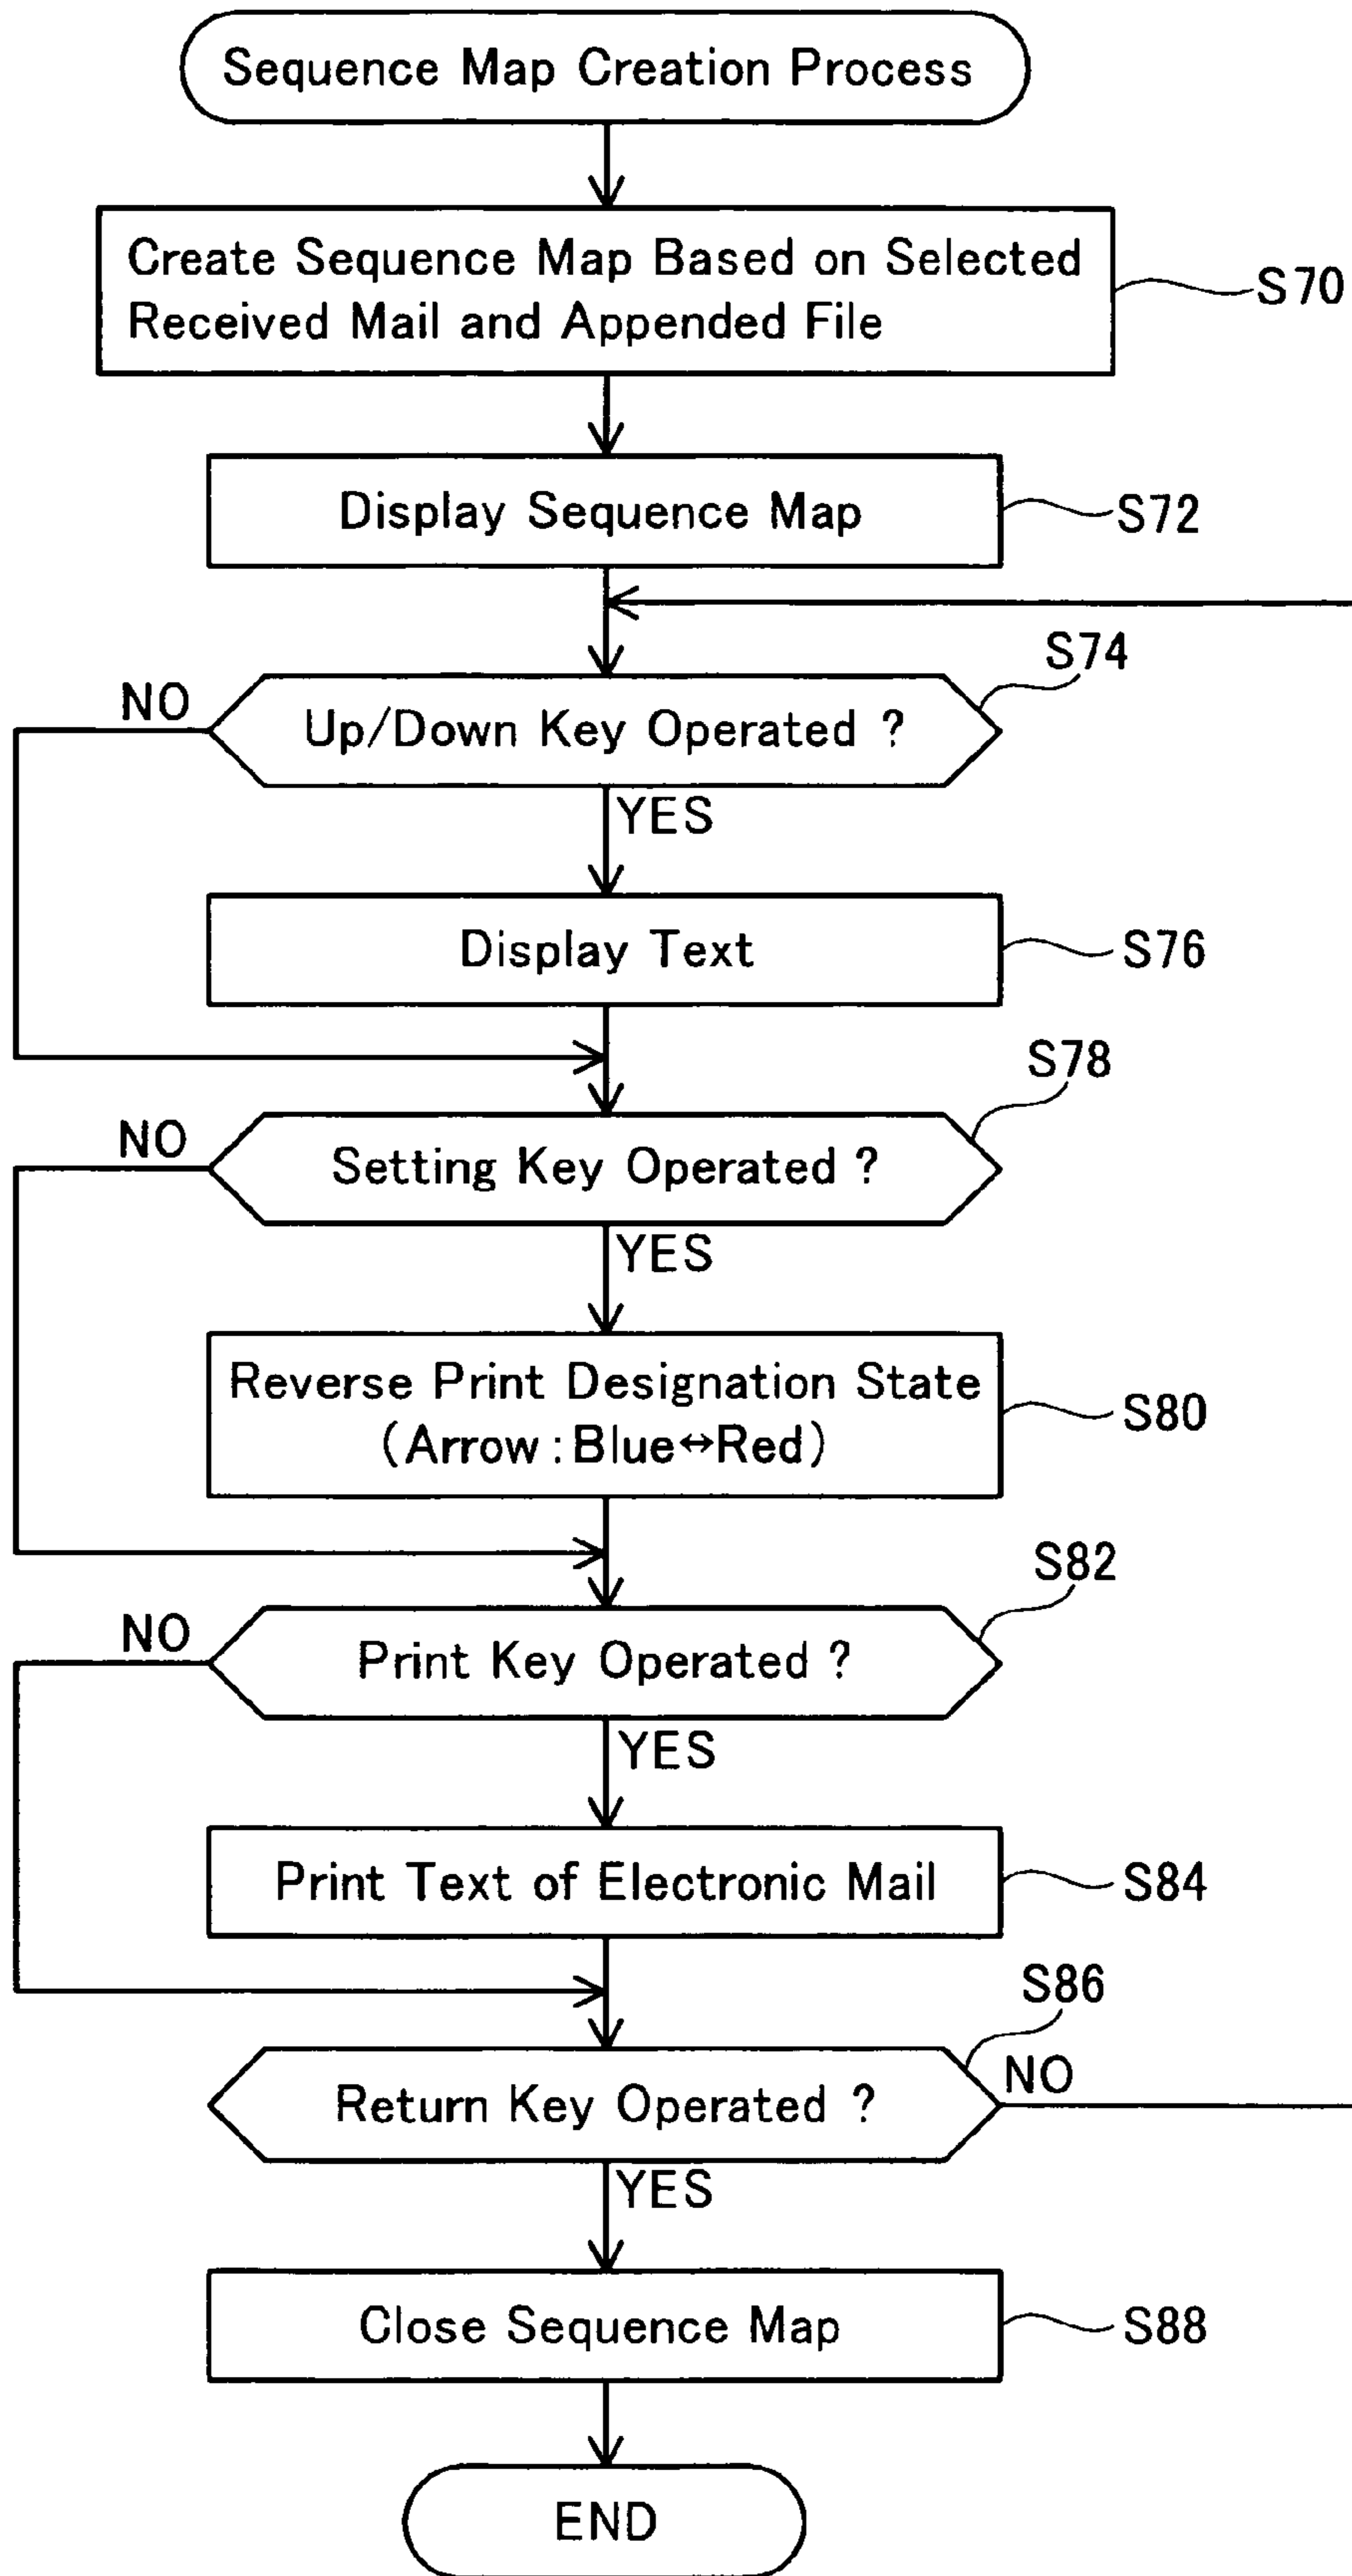 Sequence Map Creation Process
Create Sequence Map Based on Selected
Received Mail and Appended File
S70
Display Sequence Map
S72
S74
NO
Up/Down Key Operated ?
YES
Display Text
S76
S78
NO
Setting Key Operated ?
YES
Reverse Print Designation State
(Arrow : Blue↔Red)
S80
S82
NO
Print Key Operated ?
YES
Print Text of Electronic Mail
S84
S86
Return Key Operated ?
NO
YES
Close Sequence Map
S88
END